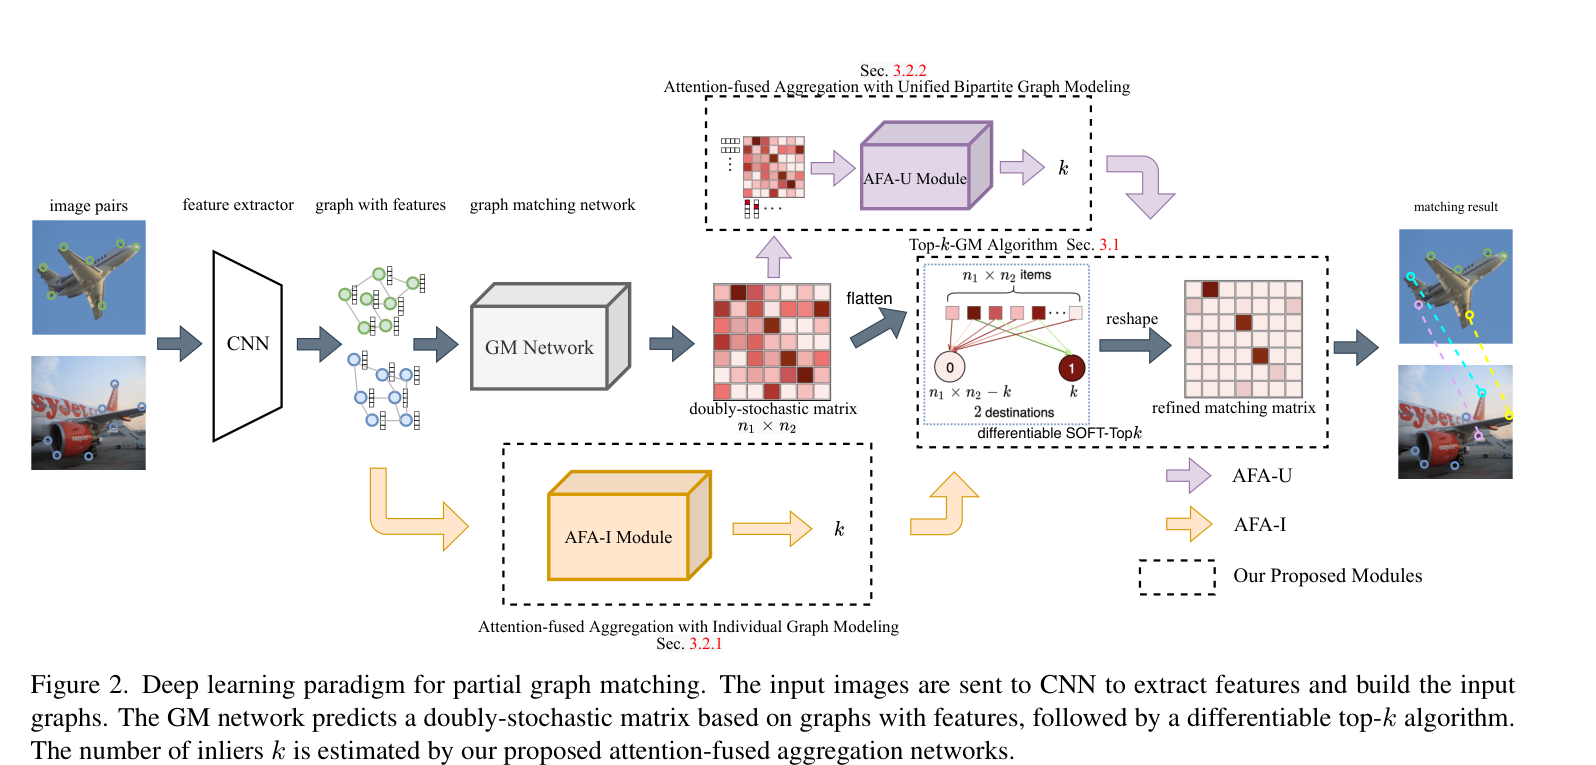 Sec. 3.2.2
Attention-fused Aggregation with Unified Bipartite Graph Modeling
AFA-U Module
k
image pairs
feature extractor
graph with features
graph matching network
matching result
CNN
GM Network
doubly-stochastic matrix
n₁ × n₂
flatten
Top-k-GM Algorithm Sec. 3.1
n₁ × n₂ items
...
0
1
n₁ × n₂ − k
k
2 destinations
differentiable SOFT-Topk
reshape
refined matching matrix
syJet
easyJet
syJet.
AFA-I Module
k
Attention-fused Aggregation with Individual Graph Modeling
Sec. 3.2.1
AFA-U
AFA-I
Our Proposed Modules
Figure 2. Deep learning paradigm for partial graph matching. The input images are sent to CNN to extract features and build the input
graphs. The GM network predicts a doubly-stochastic matrix based on graphs with features, followed by a differentiable top-k algorithm.
The number of inliers k is estimated by our proposed attention-fused aggregation networks.